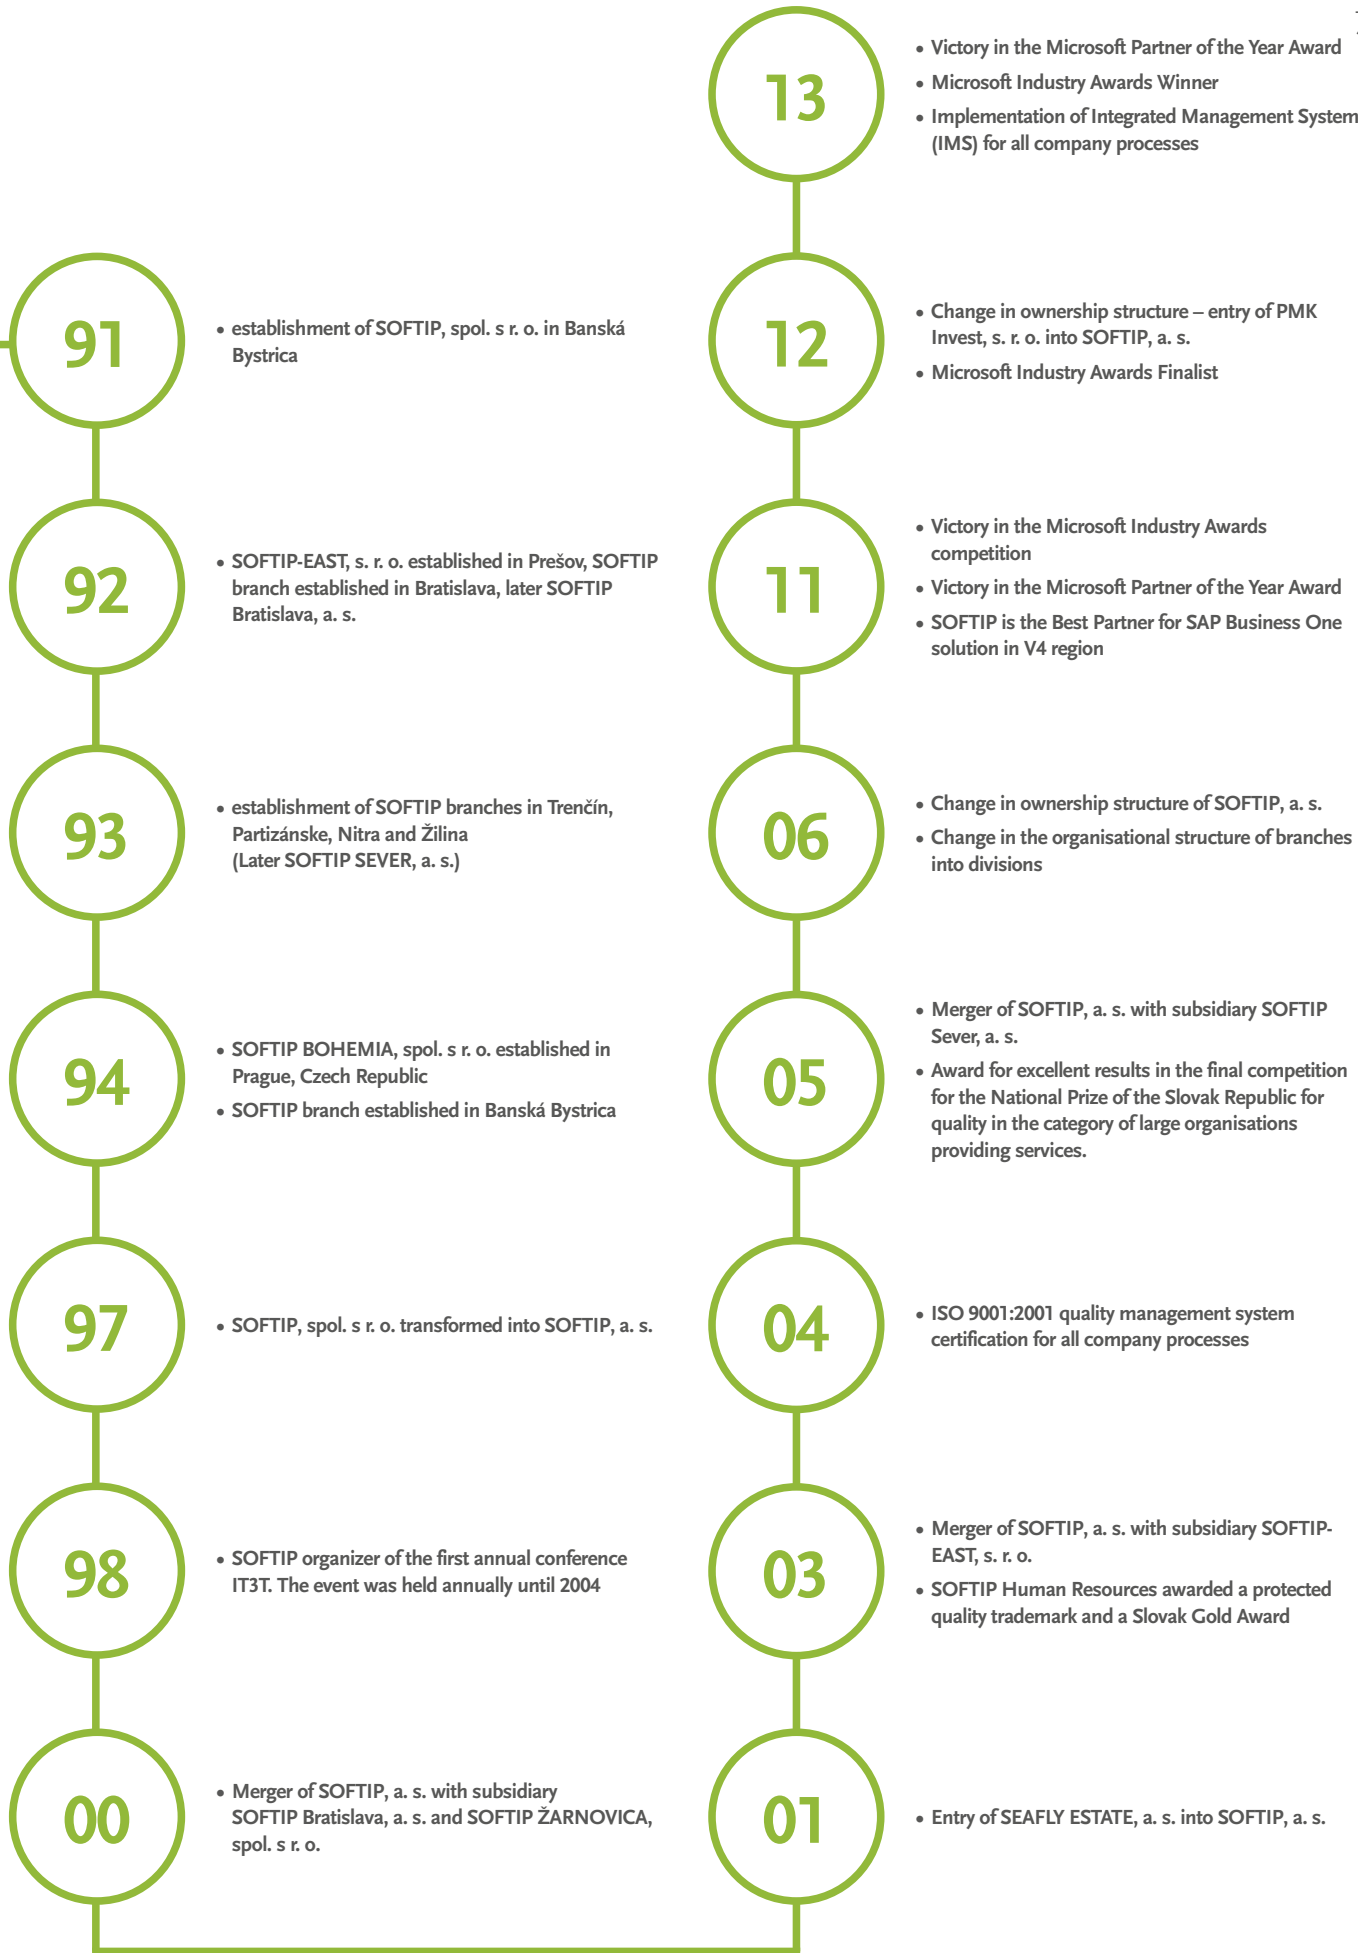 91
• establishment of SOFTIP, spol. s r. o. in Banská
Bystrica
92
• SOFTIP-EAST, s. r. o. established in Prešov, SOFTIP
branch established in Bratislava, later SOFTIP
Bratislava, a. s.
93
• establishment of SOFTIP branches in Trenčín,
Partizánske, Nitra and Žilina
(Later SOFTIP SEVER, a. s.)
94
• SOFTIP BOHEMIA, spol. s r. o. established in
Prague, Czech Republic
• SOFTIP branch established in Banská Bystrica
97
• SOFTIP, spol. s r. o. transformed into SOFTIP, a. s.
98
• SOFTIP organizer of the first annual conference
IT3T. The event was held annually until 2004
00
• Merger of SOFTIP, a. s. with subsidiary
SOFTIP Bratislava, a. s. and SOFTIP ŽARNOVICA,
spol. s r. o.
13
• Victory in the Microsoft Partner of the Year Award
• Microsoft Industry Awards Winner
• Implementation of Integrated Management System
(IMS) for all company processes
12
• Change in ownership structure – entry of PMK
Invest, s. r. o. into SOFTIP, a. s.
• Microsoft Industry Awards Finalist
11
• Victory in the Microsoft Industry Awards
competition
• Victory in the Microsoft Partner of the Year Award
• SOFTIP is the Best Partner for SAP Business One
solution in V4 region
06
• Change in ownership structure of SOFTIP, a. s.
• Change in the organisational structure of branches
into divisions
05
• Merger of SOFTIP, a. s. with subsidiary SOFTIP
Sever, a. s.
• Award for excellent results in the final competition
for the National Prize of the Slovak Republic for
quality in the category of large organisations
providing services.
04
• ISO 9001:2001 quality management system
certification for all company processes
03
• Merger of SOFTIP, a. s. with subsidiary SOFTIP-
EAST, s. r. o.
• SOFTIP Human Resources awarded a protected
quality trademark and a Slovak Gold Award
01
• Entry of SEAFLY ESTATE, a. s. into SOFTIP, a. s.